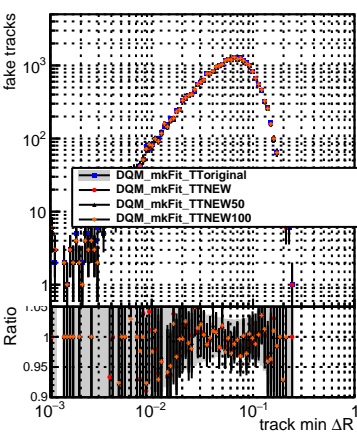 fake tracks
10³
10²
DQM_mkFit_TToriginal
DQM_mkFit_TTNEW
DQM_mkFit_TTNEW50
DQM_mkFit_TTNEW100
10
1
Ratio
1.05
1
0.95
0.9
10⁻³ 10⁻² 10⁻¹ 1
track min ΔR